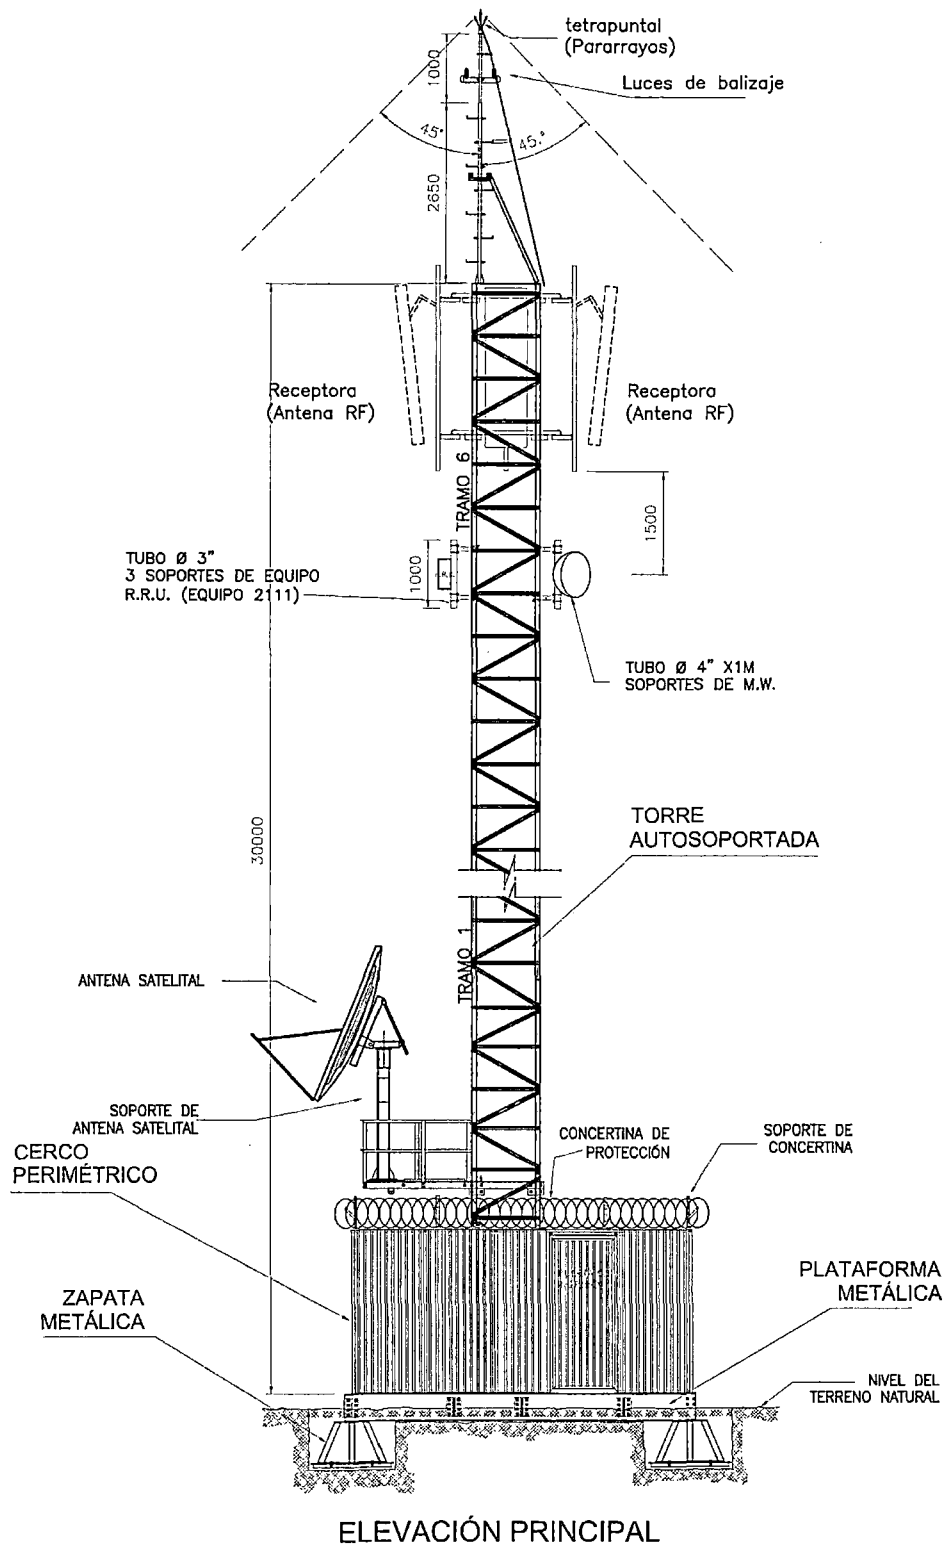 tetrapuntal
(Pararrayos)
Luces de balizaje
1000
45°
45.°
2650
Receptora
(Antena RF)
Receptora
(Antena RF)
TRAMO 6
1500
TUBO Ø 3"
3 SOPORTES DE EQUIPO
R.R.U. (EQUIPO 2111)
1000
TUBO Ø 4" X1M
SOPORTES DE M.W.
30000
TORRE
AUTOSOPORTADA
TRAMO 1
ANTENA SATELITAL
SOPORTE DE
ANTENA SATELITAL
CONCERTINA DE
PROTECCIÓN
SOPORTE DE
CONCERTINA
CERCO
PERIMÉTRICO
ZAPATA
METÁLICA
PLATAFORMA
METÁLICA
NIVEL DEL
TERRENO NATURAL
ELEVACIÓN PRINCIPAL